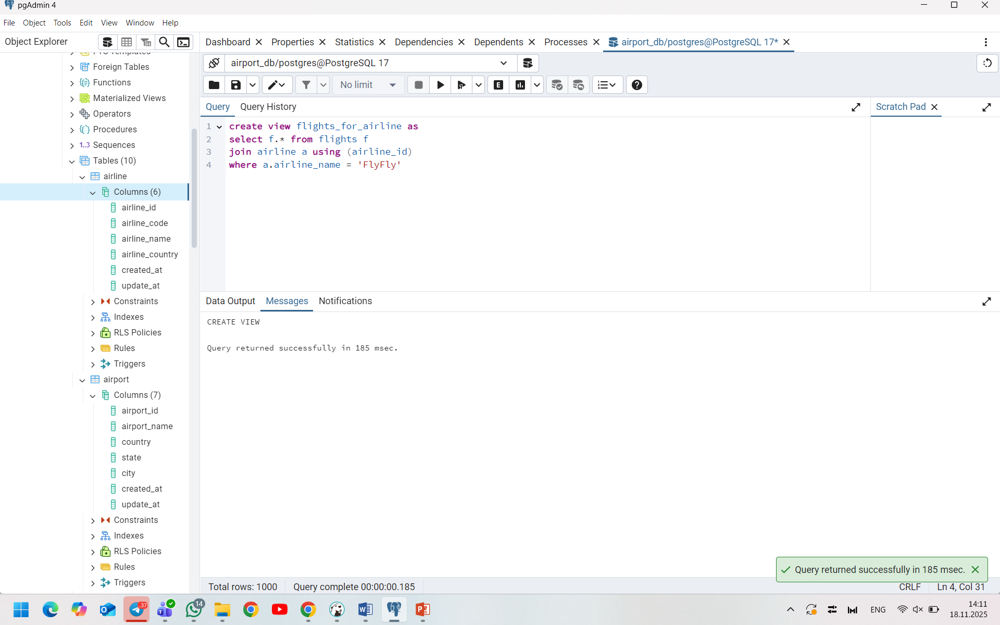 pgAdmin 4
File Object Tools Edit View Window Help
Object Explorer
Dashboard Properties Statistics Dependencies Dependents Processes airport_db/postgres@PostgreSQL 17*
FTS Templates
Foreign Tables
Functions
Materialized Views
Operators
Procedures
1..3 Sequences
Tables (10)
airline
Columns (6)
airline_id
airline_code
airline_name
airline_country
created_at
update_at
Constraints
Indexes
RLS Policies
Rules
Triggers
airport
Columns (7)
airport_id
airport_name
country
state
city
created_at
update_at
Constraints
Indexes
RLS Policies
Rules
Triggers
airport_db/postgres@PostgreSQL 17
No limit
E
Query Query History
Scratch Pad
1 create view flights_for_airline as
2 select f.* from flights f
3 join airline a using (airline_id)
4 where a.airline_name = 'FlyFly'
Data Output Messages Notifications
CREATE VIEW
Query returned successfully in 185 msec.
Query returned successfully in 185 msec.
Total rows: 1000 Query complete 00:00:00.185 CRLF Ln 4, Col 31
..37
14
ENG
14:11
18.11.2025